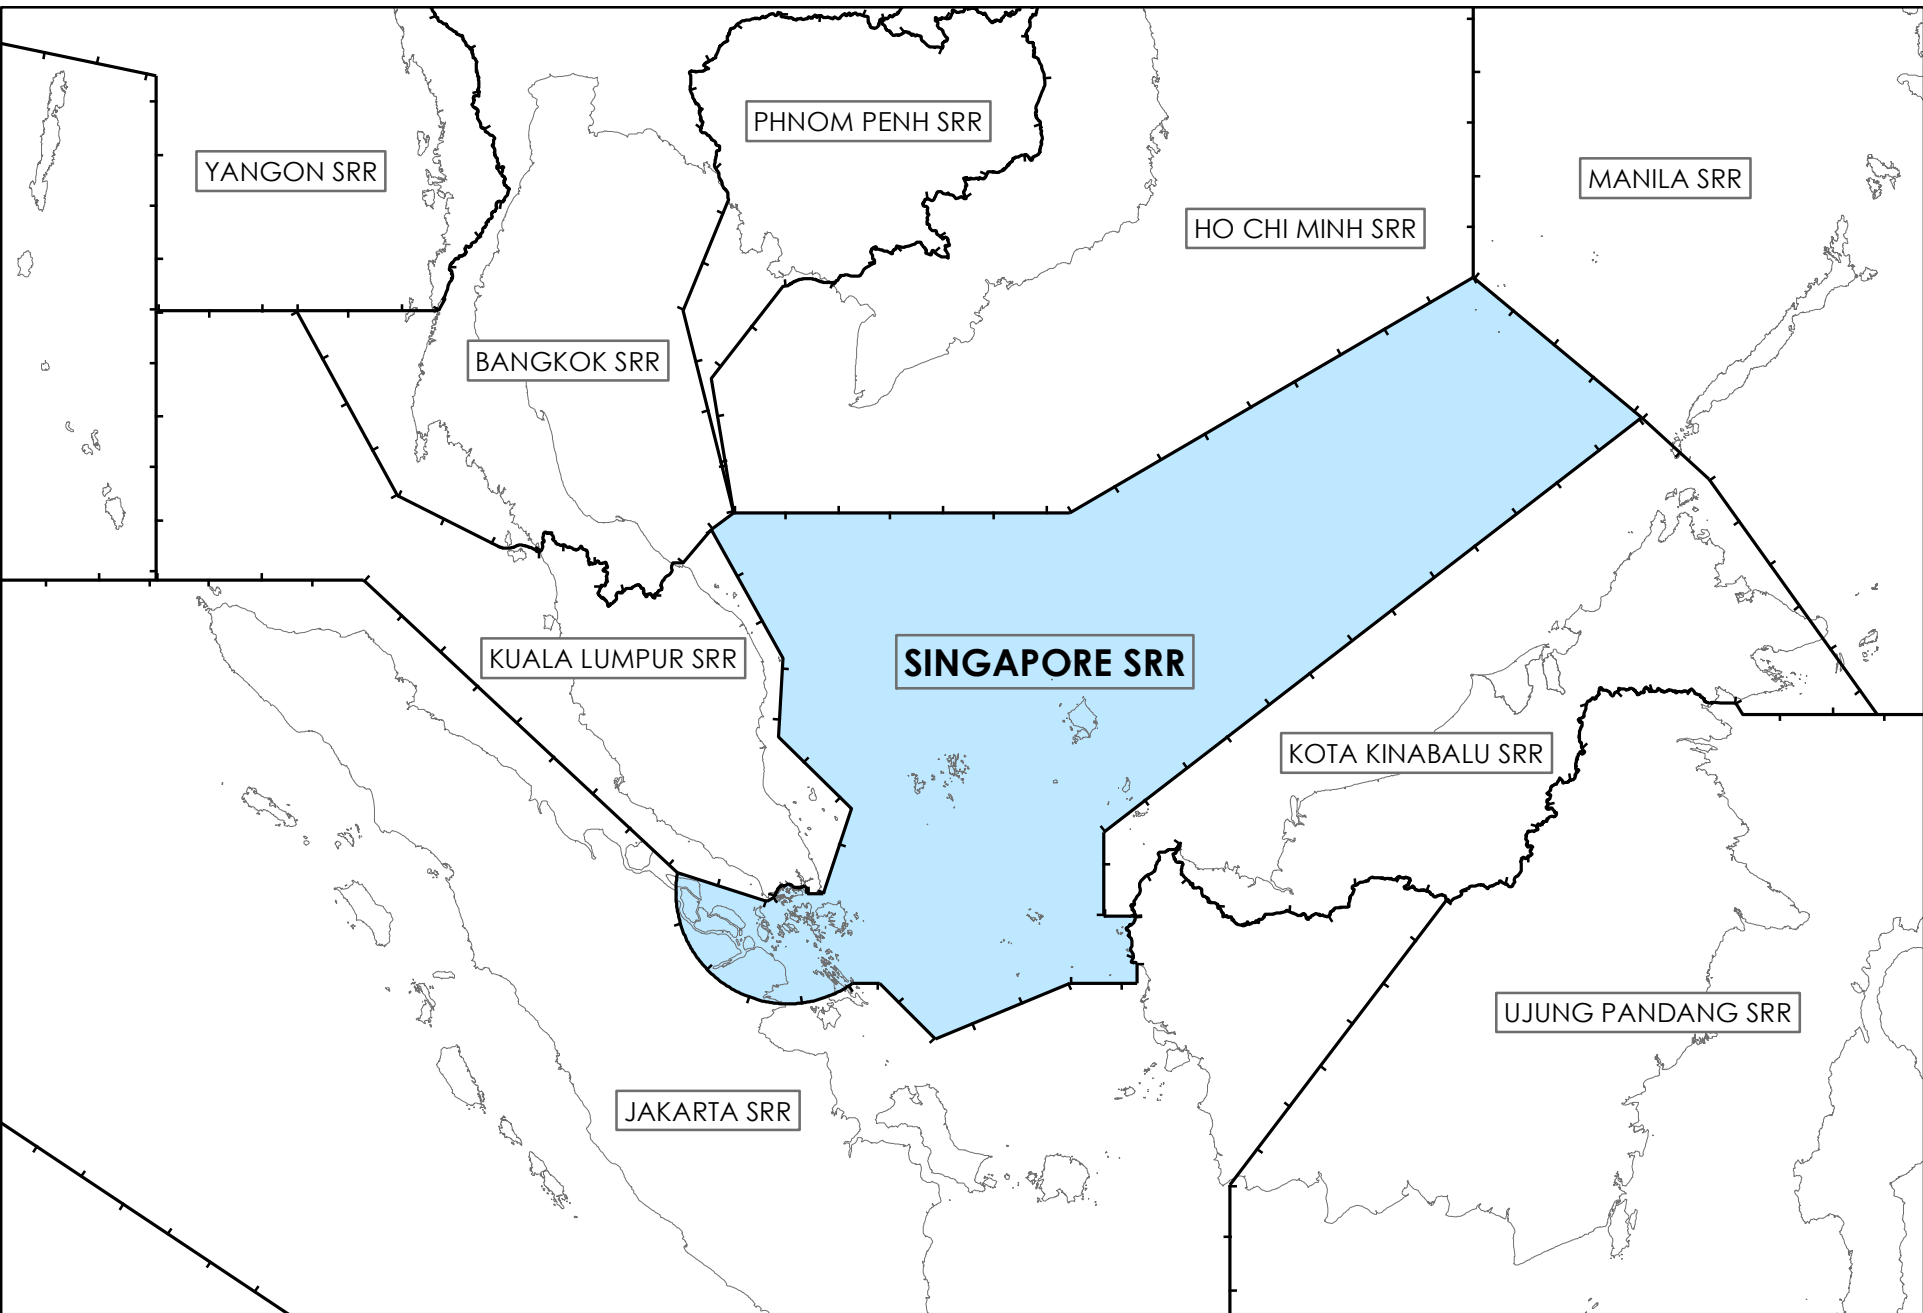 PHNOM PENH SRR
YANGON SRR
MANILA SRR
HO CHI MINH SRR
BANGKOK SRR
KUALA LUMPUR SRR
SINGAPORE SRR
KOTA KINABALU SRR
UJUNG PANDANG SRR
JAKARTA SRR